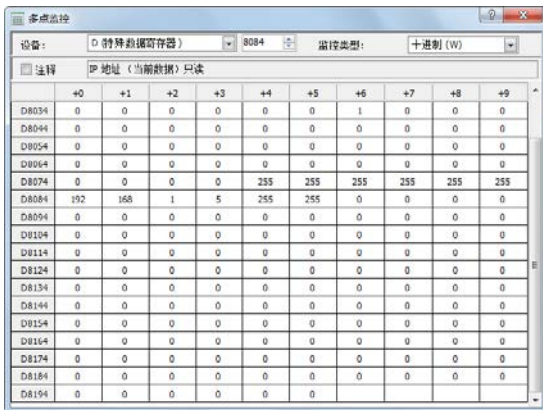 多点监控
设备: D (特殊数据寄存器) 8084 监控类型: 十进制 (W)
注释 IP 地址 (当前数据) 只读
+0 +1 +2 +3 +4 +5 +6 +7 +8 +9
D8034 0 0 0 0 0 0 1 0 0 0
D8044 0 0 0 0 0 0 0 0 0 0
D8054 0 0 0 0 0 0 0 0 0 0
D8064 0 0 0 0 0 0 0 0 0 0
D8074 0 0 0 0 255 255 255 255 255 255
D8084 192 168 1 5 255 255 0 0 0 0
D8094 0 0 0 0 0 0 0 0 0 0
D8104 0 0 0 0 0 0 0 0 0 0
D8114 0 0 0 0 0 0 0 0 0 0
D8124 0 0 0 0 0 0 0 0 0 0
D8134 0 0 0 0 0 0 0 0 0 0
D8144 0 0 0 0 0 0 0 0 0 0
D8154 0 0 0 0 0 0 0 0 0 0
D8164 0 0 0 0 0 0 0 0 0 0
D8174 0 0 0 0 0 0 0 0 0 0
D8184 0 0 0 0 0 0 0 0 0 0
D8194 0 0 0 0 0 0